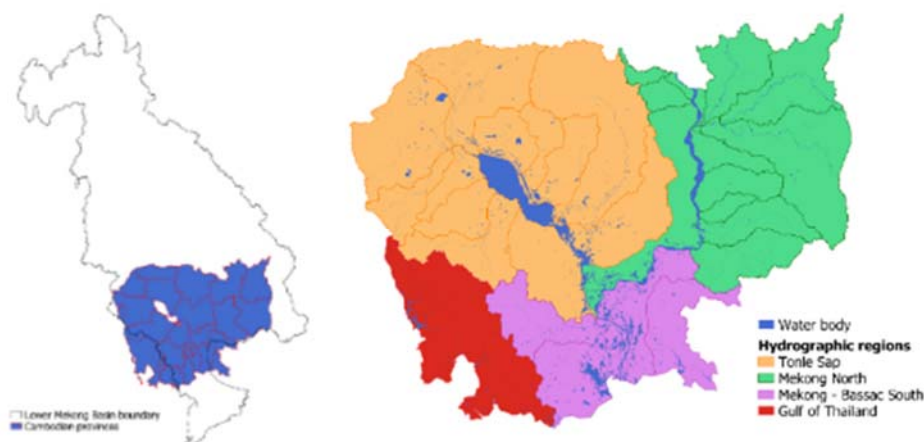 Lower Mekong Basin boundary
Cambodian provinces
Water body
Hydrographic regions
Tonle Sap
Mekong North
Mekong - Bassac South
Gulf of Thailand